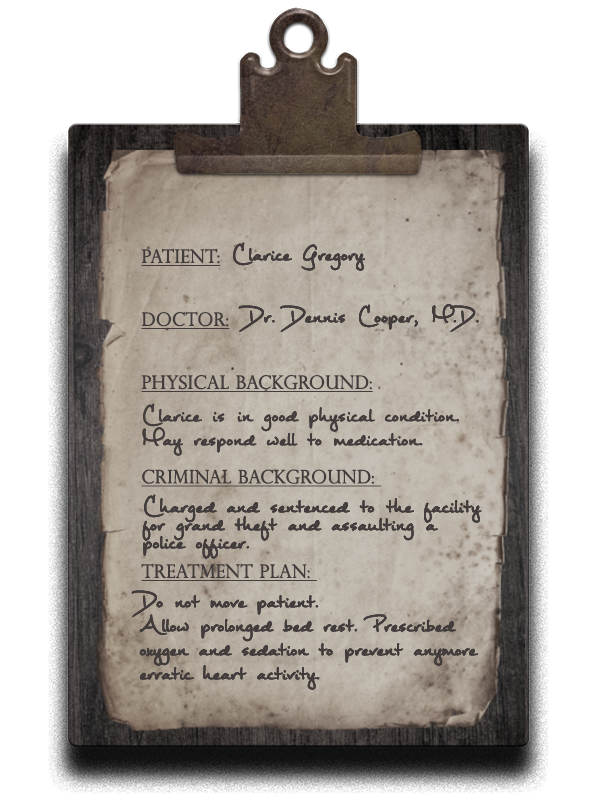 PATIENT: Clarice Gregory
DOCTOR: Dr. Dennis Cooper, M.D.
PHYSICAL BACKGROUND:
Clarice is in good physical condition.
May respond well to medication.
CRIMINAL BACKGROUND:
Charged and sentenced to the facility
for grand theft and assaulting a
police officer.
TREATMENT PLAN:
Do not move patient.
Allow prolonged bed rest. Prescribed
oxygen and sedation to prevent anymore
erratic heart activity.